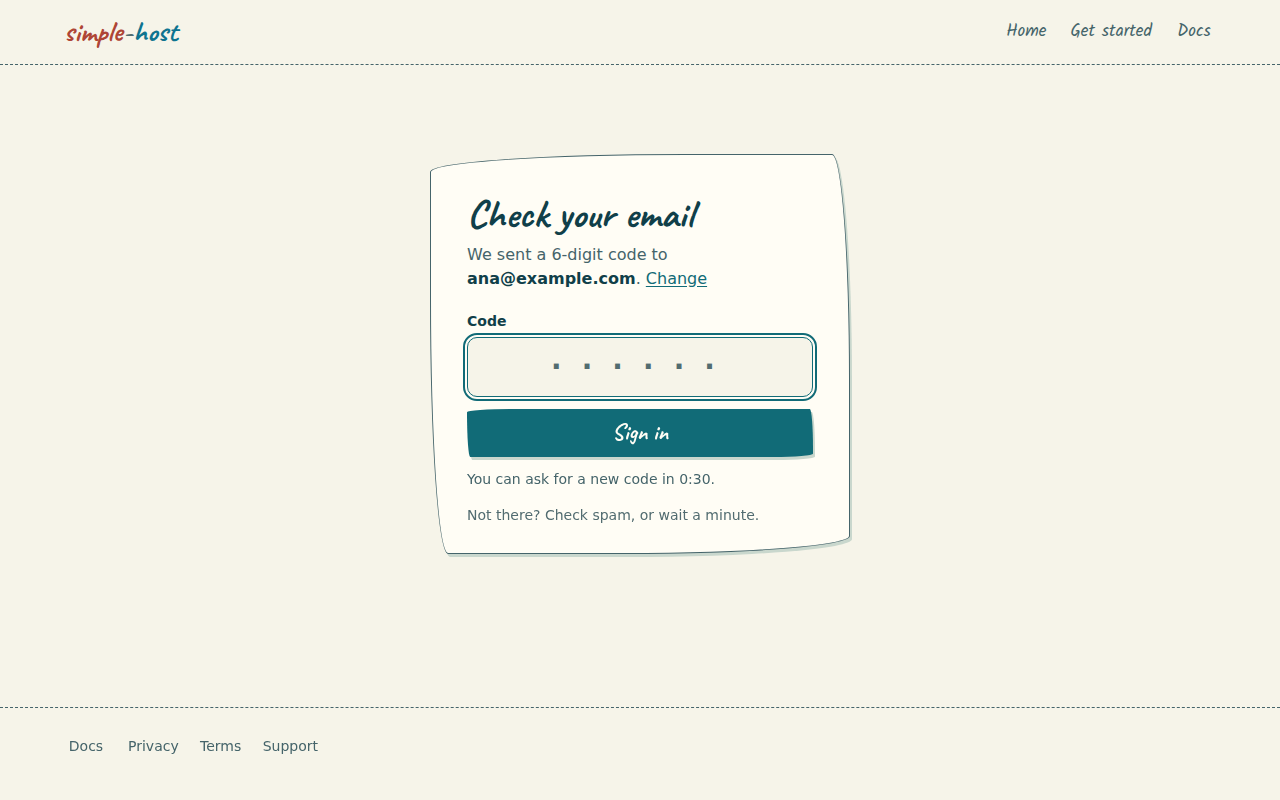 simple-host
Home Get started Docs
Check your email
We sent a 6-digit code to
ana@example.com. Change
Code
······
Sign in
You can ask for a new code in 0:30.
Not there? Check spam, or wait a minute.
Docs Privacy Terms Support